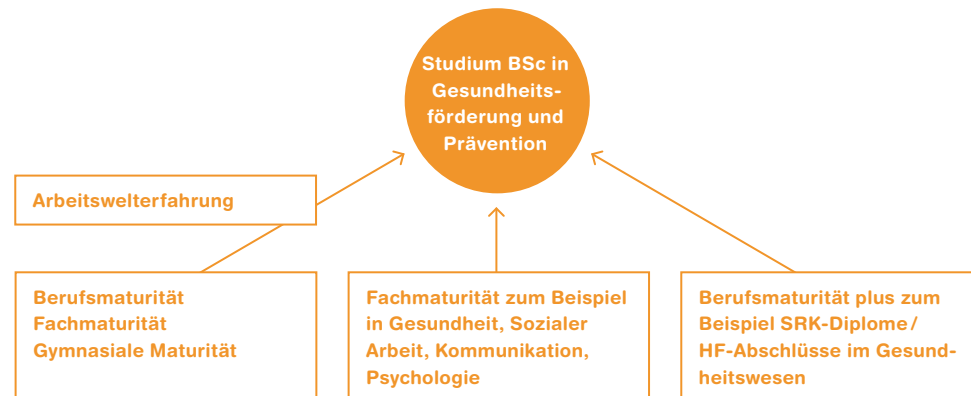 Studium BSc in
Gesundheits-
förderung und
Prävention
Arbeitswelterfahrung
Berufsmaturität
Fachmaturität
Gymnasiale Maturität
Fachmaturität zum Beispiel
in Gesundheit, Sozialer
Arbeit, Kommunikation,
Psychologie
Berufsmaturität plus zum
Beispiel SRK-Diplome/
HF-Abschlüsse im Gesund-
heitswesen